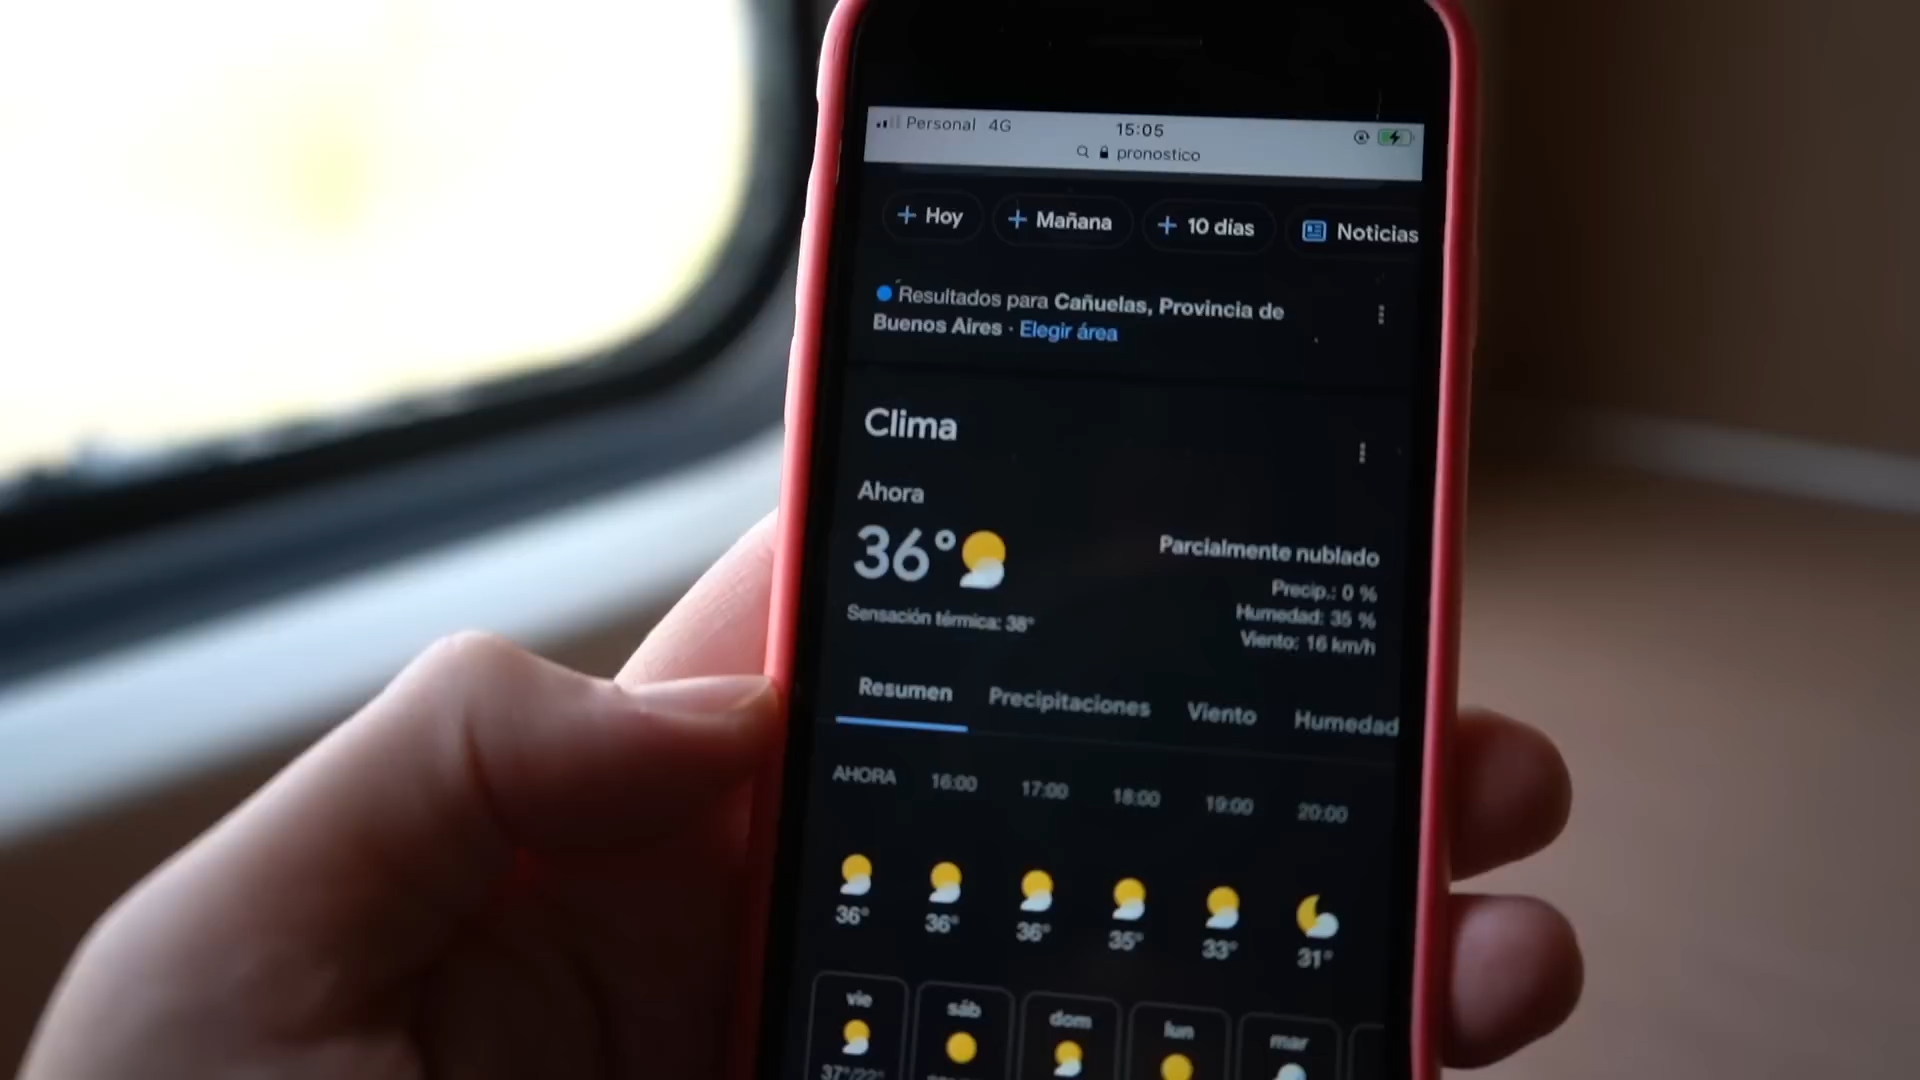 Personal 4G 15:05
pronostico
Hoy Mañana 10 días Noticias
Resultados para Cañuelas, Provincia de
Buenos Aires · Elegir área
Clima
Ahora
36°
Parcialmente nublado
Precip.: 0 %
Sensación térmica: 38°
Humedad: 35 %
Viento: 16 km/h
Resumen Precipitaciones Viento Humedad
AHORA 16:00 17:00 18:00 19:00 20:00
36° 36° 36° 35° 33° 31°
vie sáb dom lun mar
37°/22°